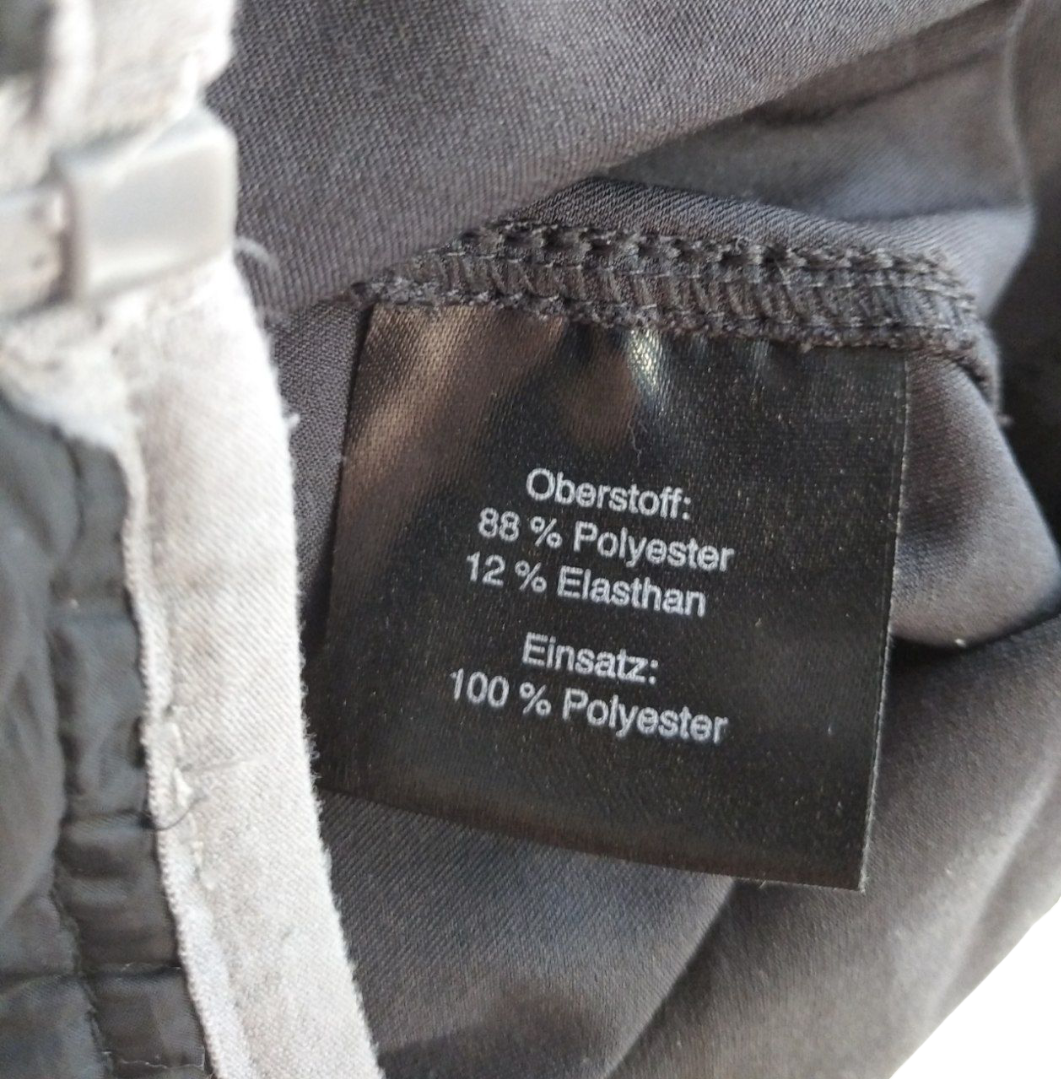 Oberstoff:
88 % Polyester
12 % Elasthan
Einsatz:
100 % Polyester